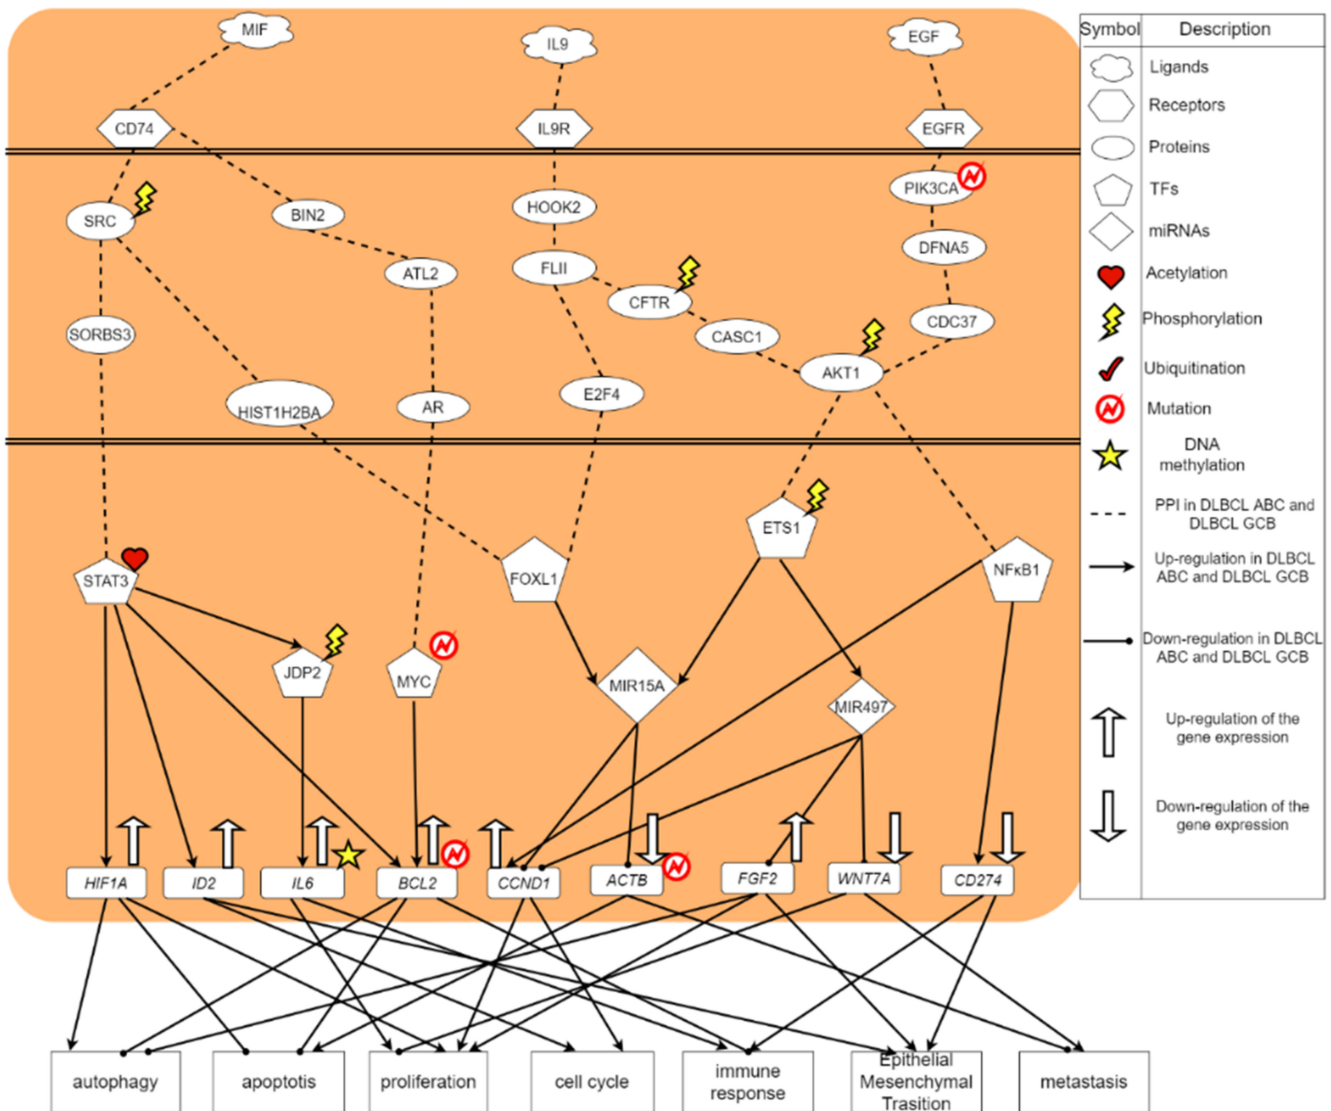 MIF
IL9
EGF
CD74
IL9R
EGFR
SRC
BIN2
HOOK2
PIK3CA
ATL2
FLII
DFNA5
CFTR
SORBS3
CASC1
CDC37
AKT1
HIST1H2BA
AR
E2F4
STAT3
FOXL1
ETS1
NFκB1
JDP2
MYC
MIR15A
MIR497
HIF1A
ID2
IL6
BCL2
CCND1
ACTB
FGF2
WNT7A
CD274
autophagy
apoptotis
proliferation
cell cycle
immune
response
Epithelial
Mesenchymal
Trasition
metastasis
Symbol Description
Ligands
Receptors
Proteins
TFs
miRNAs
Acetylation
Phosphorylation
Ubiquitination
Mutation
DNA
methylation
PPI in DLBCL ABC and
DLBCL GCB
Up-regulation in DLBCL
ABC and DLBCL GCB
Down-regulation in DLBCL
ABC and DLBCL GCB
Up-regulation of the
gene expression
Down-regulation of the
gene expression